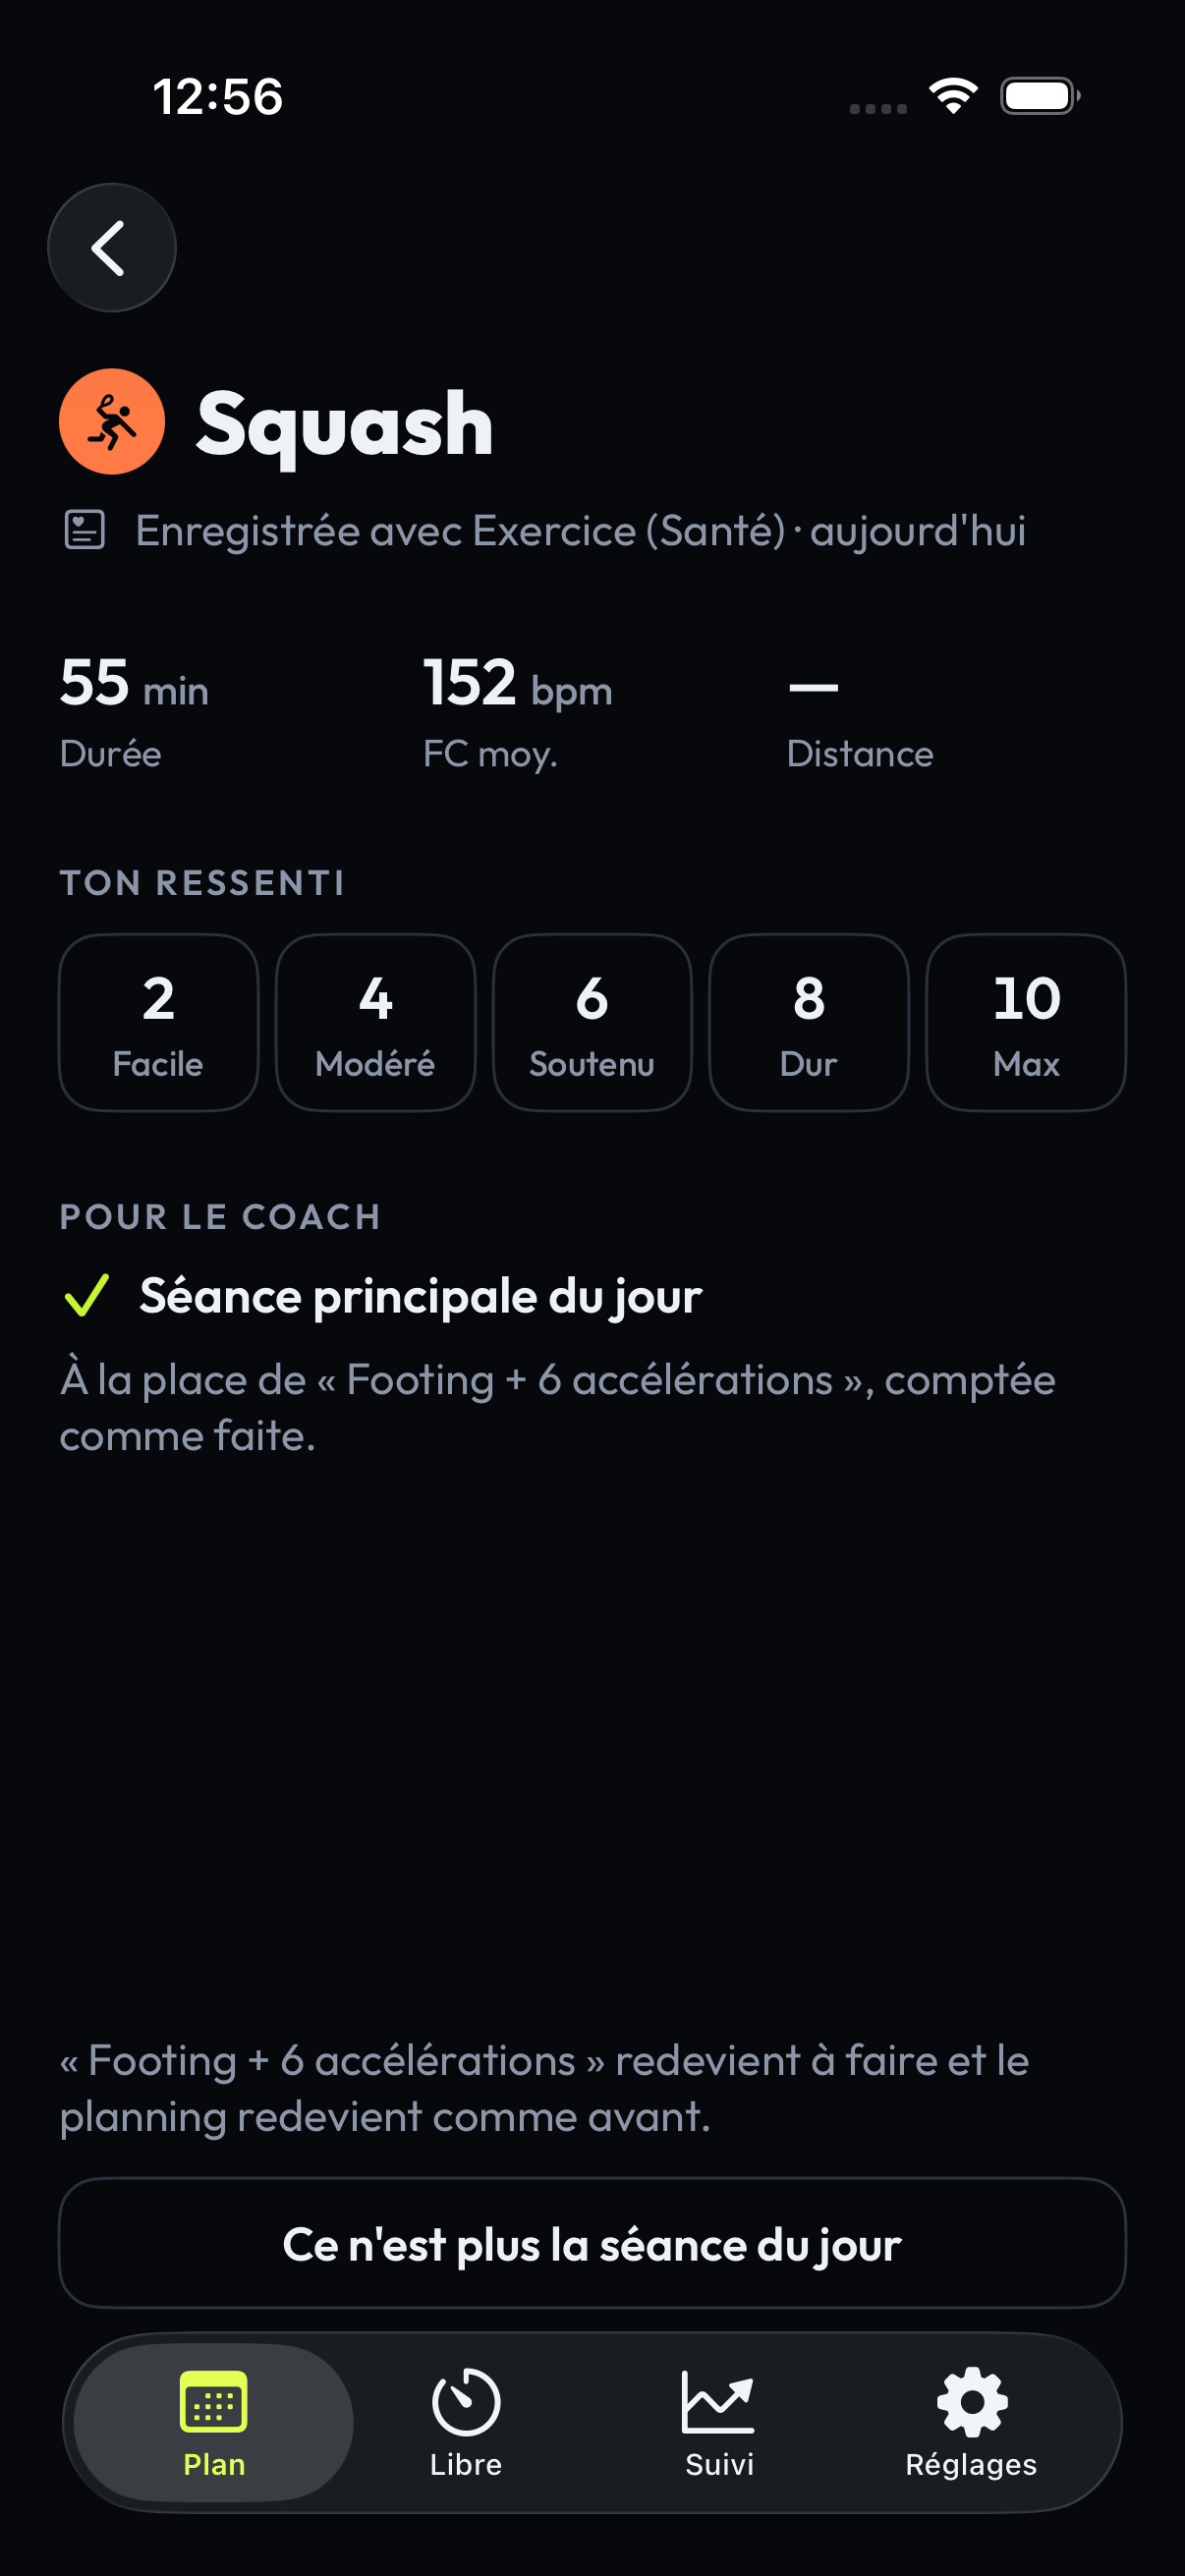 12:56
Squash
Enregistrée avec Exercice (Santé) · aujourd'hui
55 min
152 bpm
—
Durée
FC moy.
Distance
TON RESSENTI
2
4
6
8
10
Facile
Modéré
Soutenu
Dur
Max
POUR LE COACH
Séance principale du jour
À la place de « Footing + 6 accélérations », comptée
comme faite.
« Footing + 6 accélérations » redevient à faire et le
planning redevient comme avant.
Ce n'est plus la séance du jour
Plan
Libre
Suivi
Réglages